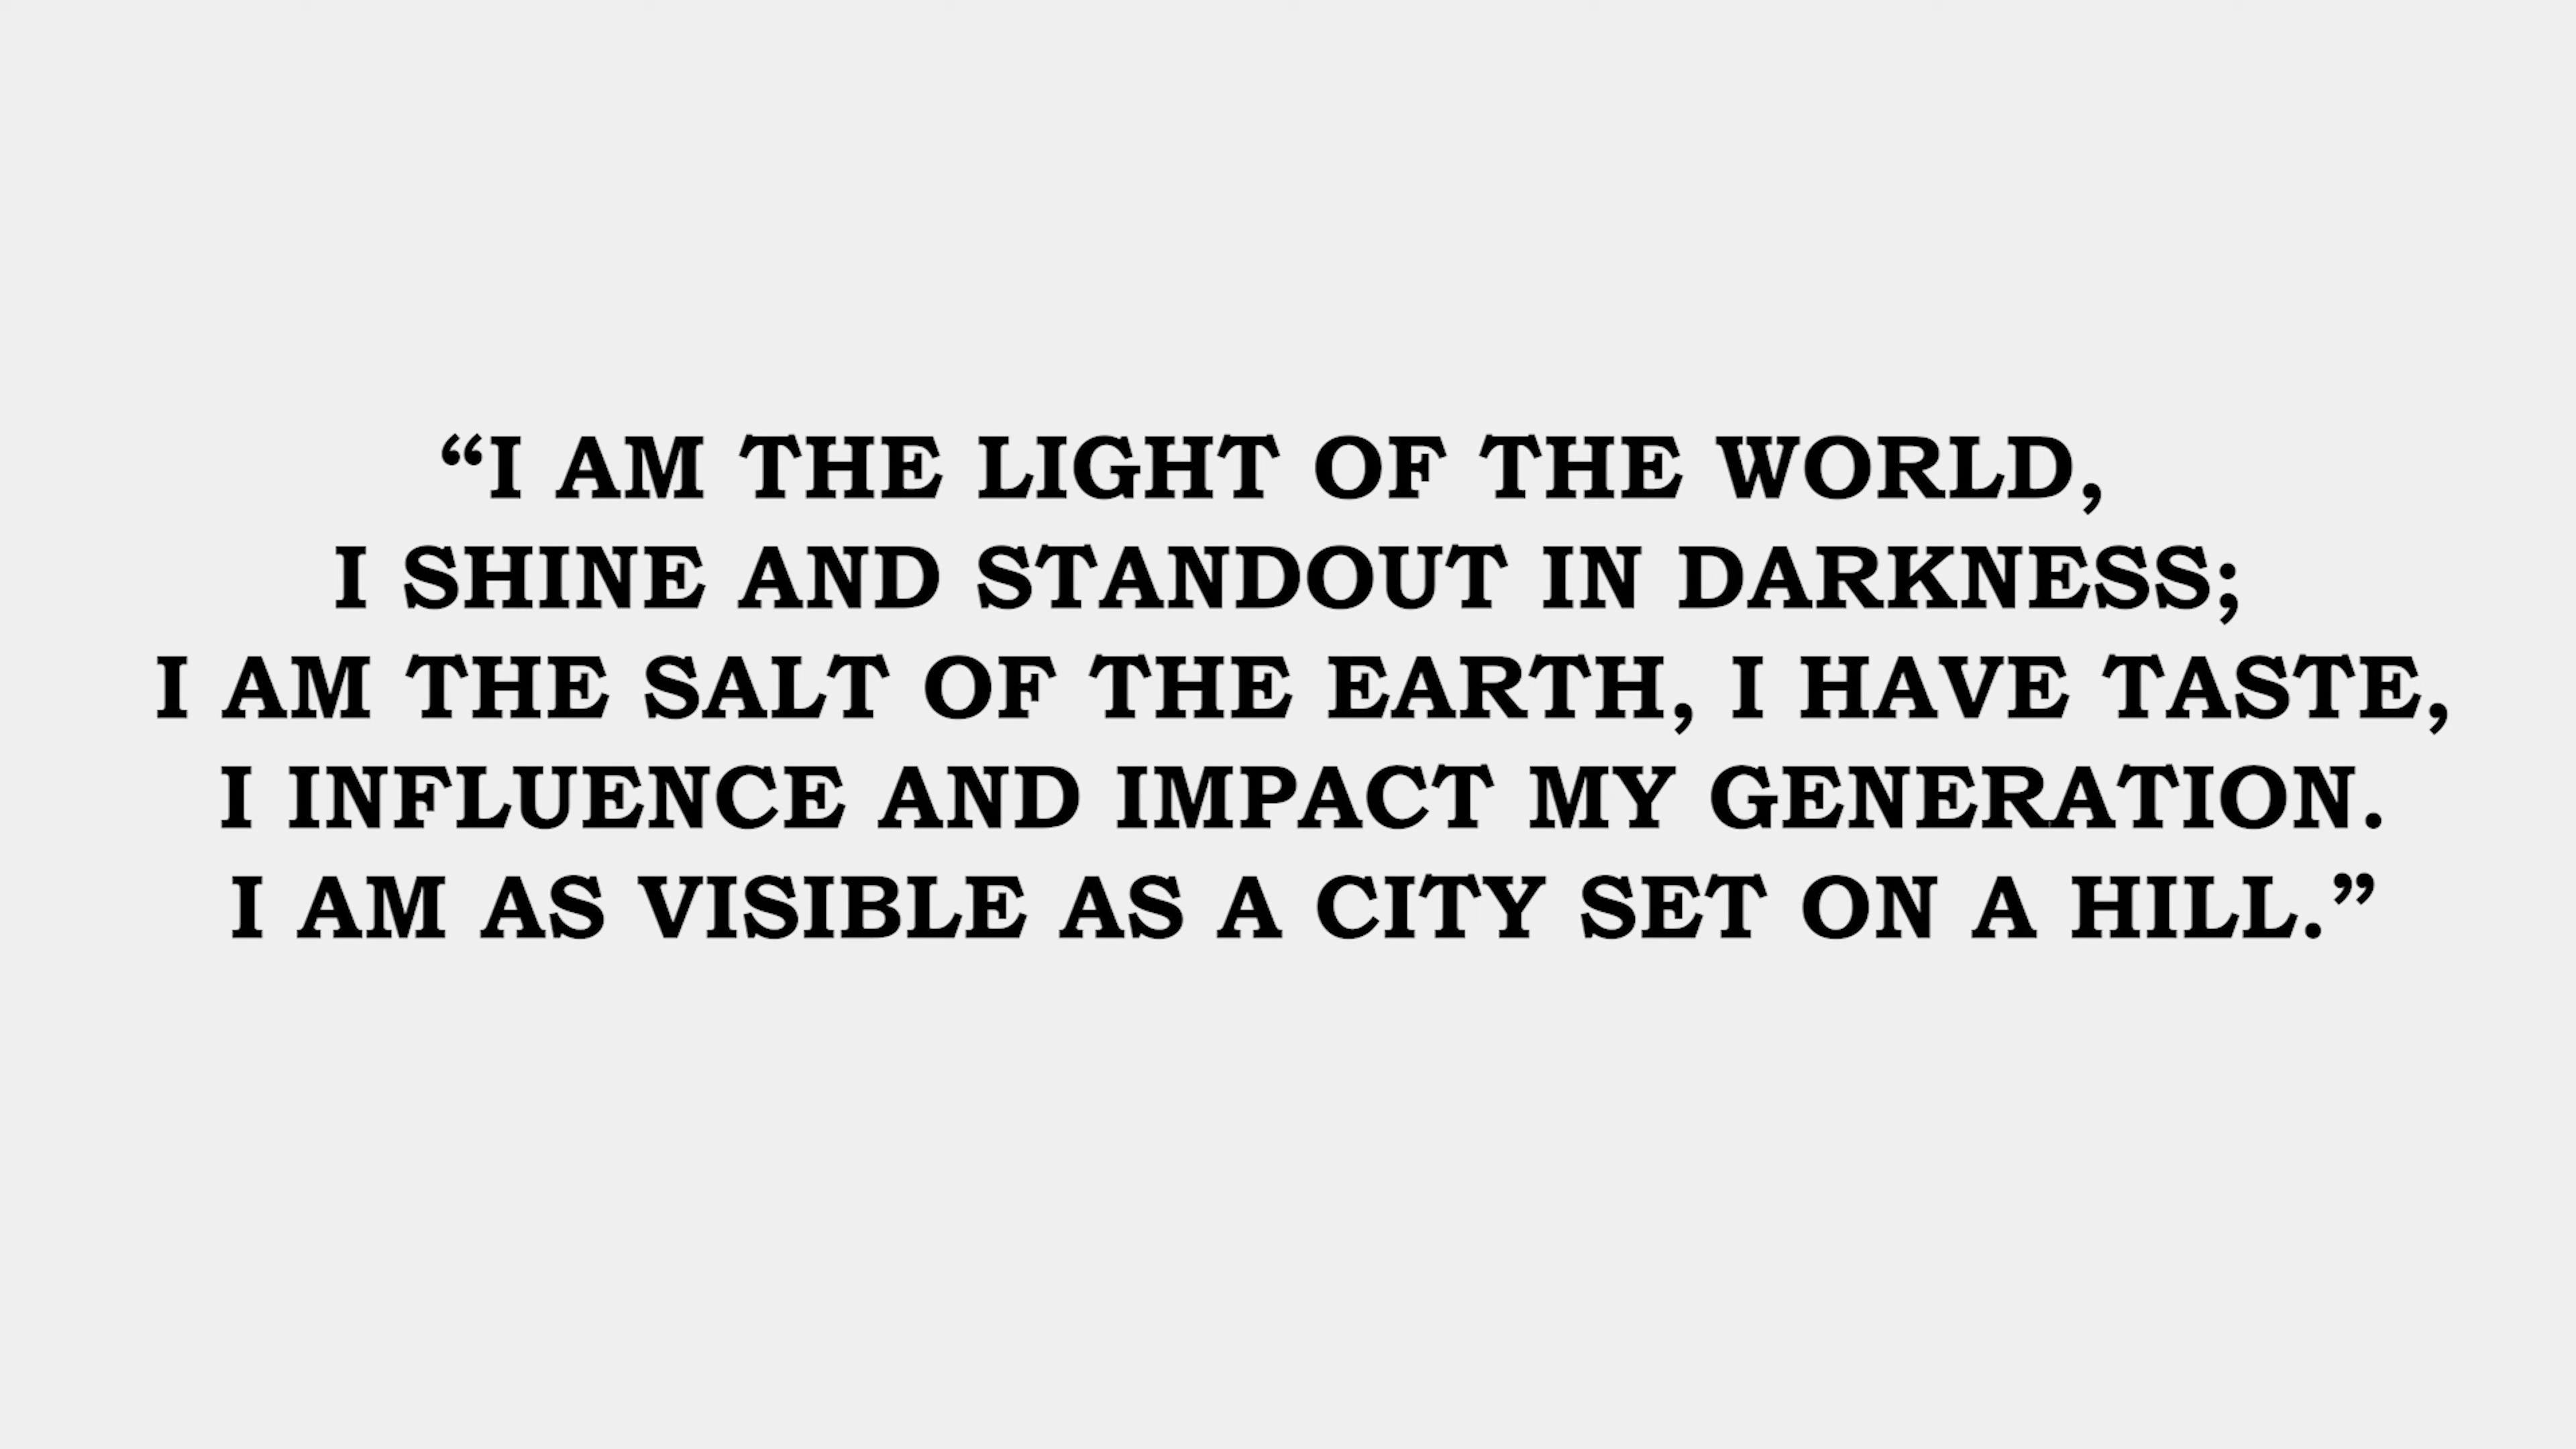 “I AM THE LIGHT OF THE WORLD,
I SHINE AND STANDOUT IN DARKNESS;
I AM THE SALT OF THE EARTH, I HAVE TASTE,
I INFLUENCE AND IMPACT MY GENERATION.
I AM AS VISIBLE AS A CITY SET ON A HILL.”